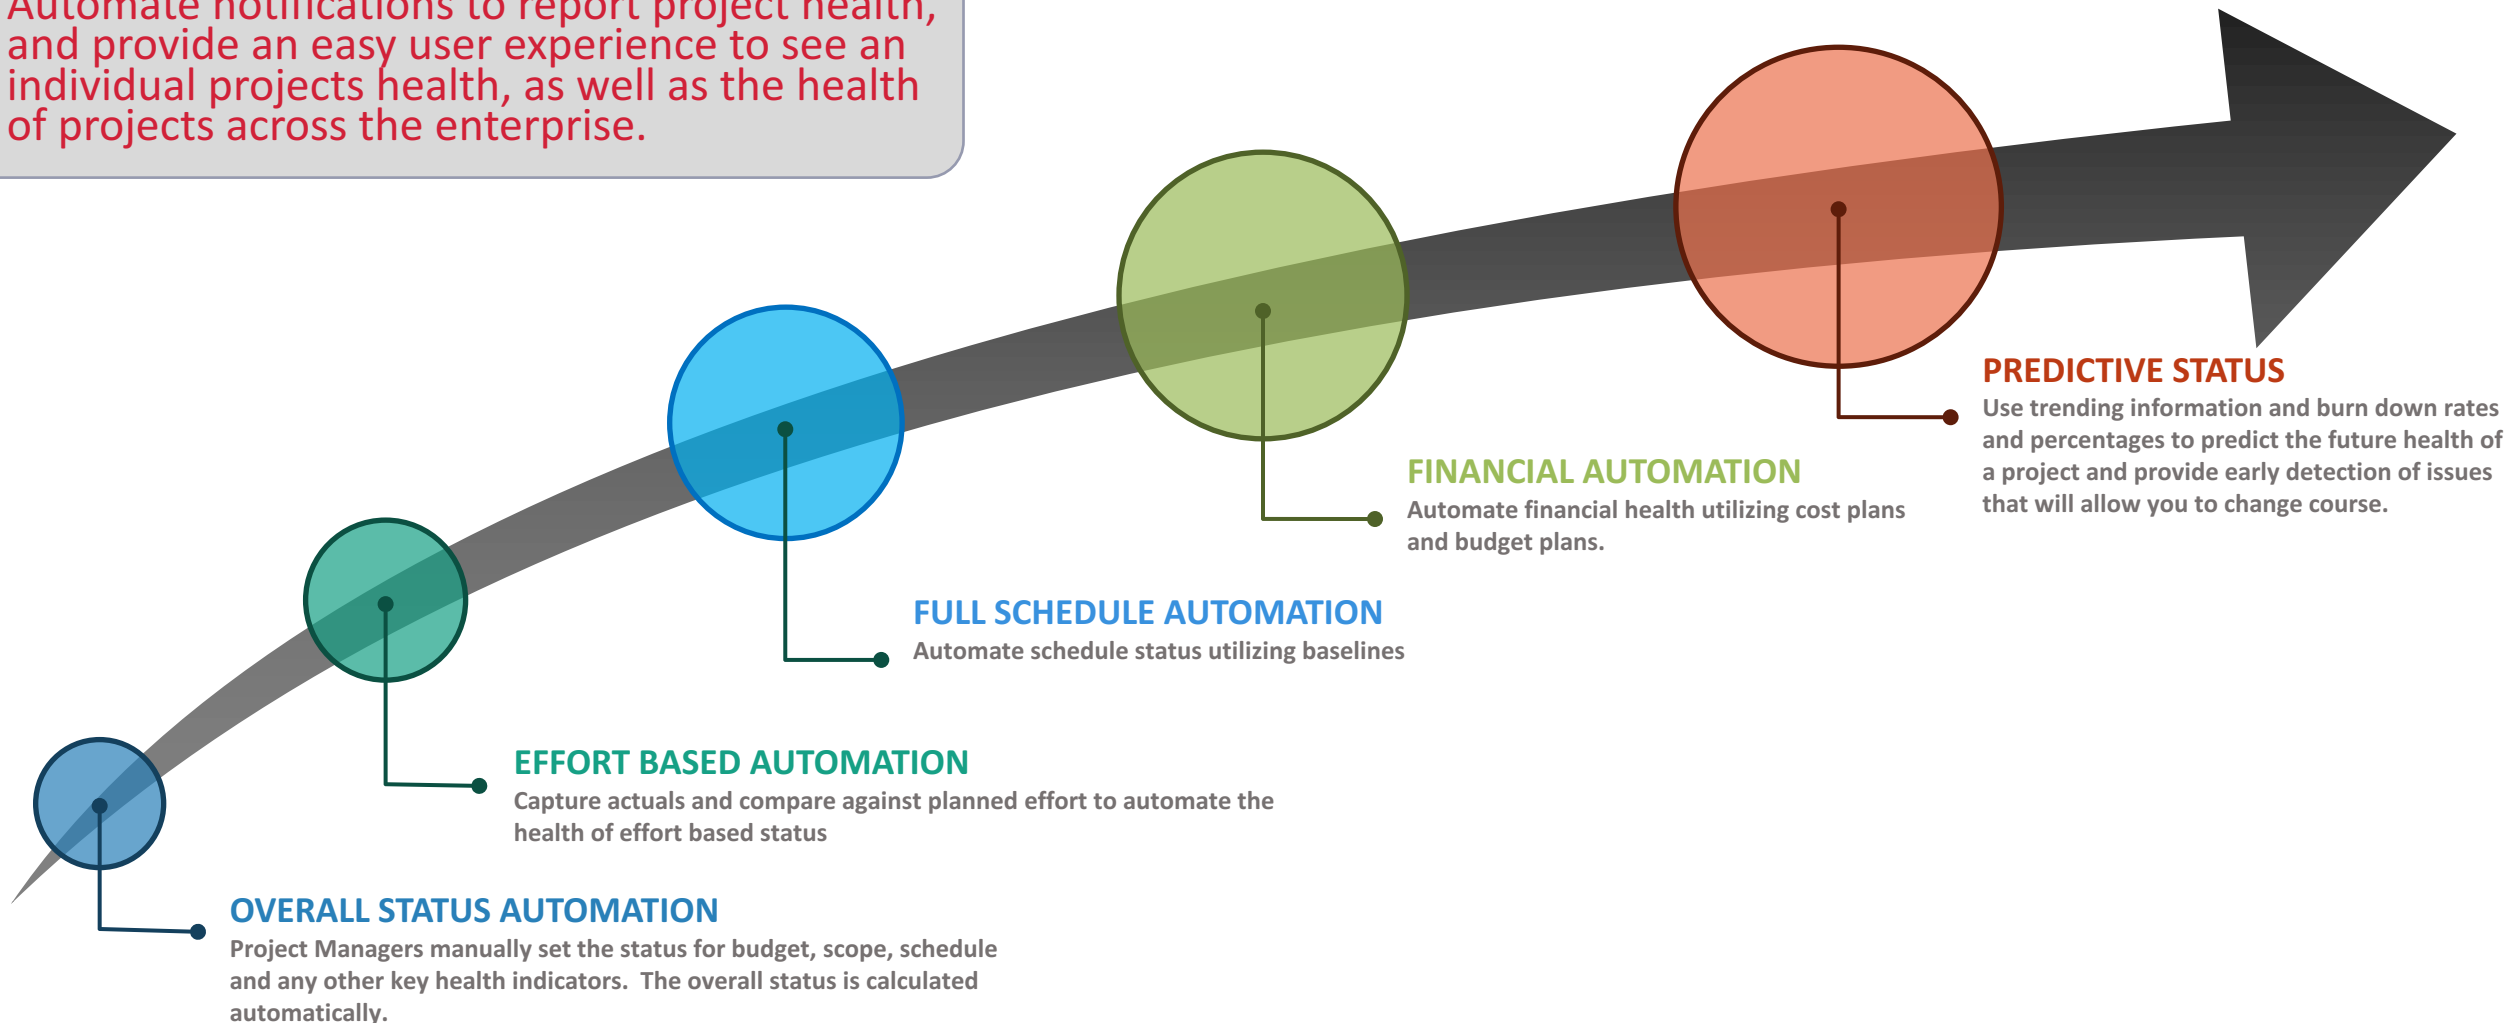 Automate notifications to report project health,
and provide an easy user experience to see an
individual projects health, as well as the health
of projects across the enterprise.
PREDICTIVE STATUS
Use trending information and burn down rates
and percentages to predict the future health of
a project and provide early detection of issues
that will allow you to change course.
FINANCIAL AUTOMATION
Automate financial health utilizing cost plans
and budget plans.
FULL SCHEDULE AUTOMATION
Automate schedule status utilizing baselines
EFFORT BASED AUTOMATION
Capture actuals and compare against planned effort to automate the
health of effort based status
OVERALL STATUS AUTOMATION
Project Managers manually set the status for budget, scope, schedule
and any other key health indicators.  The overall status is calculated
automatically.